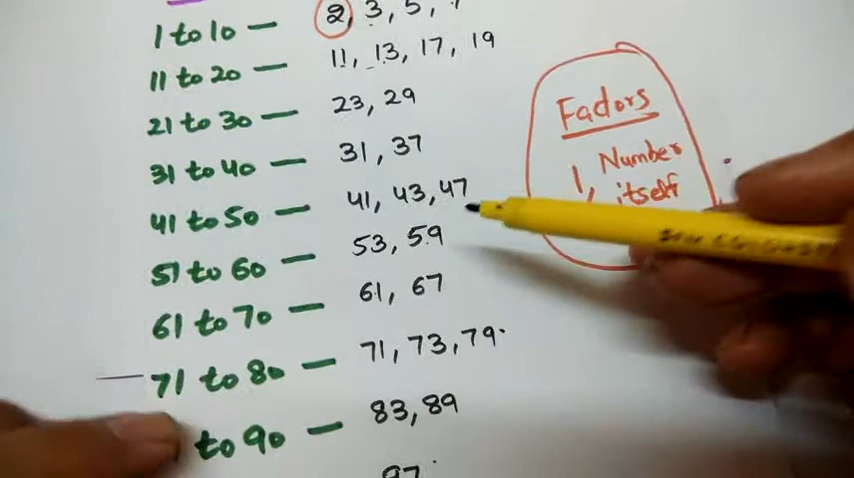 1 to 10 — 2, 3, 5, 7
11 to 20 — 11, 13, 17, 19
21 to 30 — 23, 29
31 to 40 — 31, 37
41 to 50 — 41, 43, 47
51 to 60 — 53, 59
61 to 70 — 61, 67
71 to 80 — 71, 73, 79.
to 90 — 83, 89
97
Factors
1, Number
itself